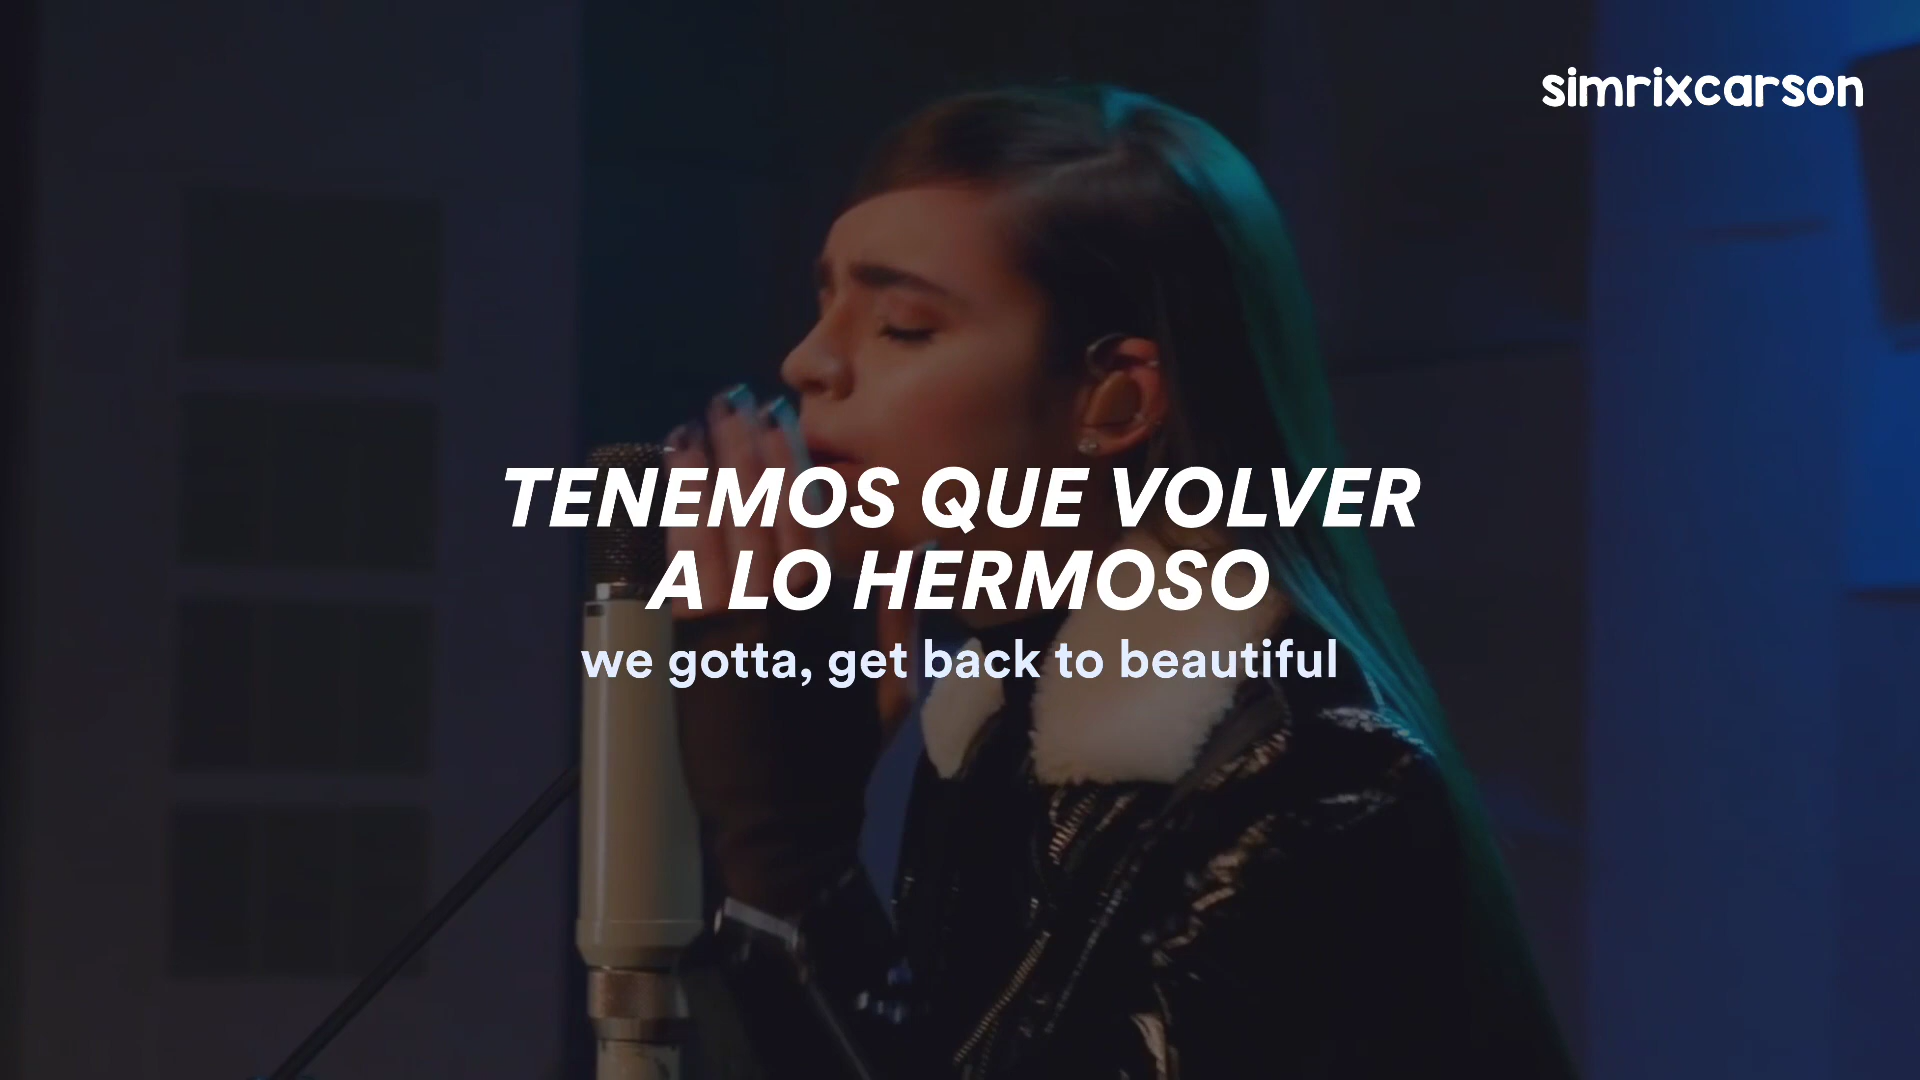 simrixcarson
TENEMOS QUE VOLVER
A LO HERMOSO
we gotta, get back to beautiful